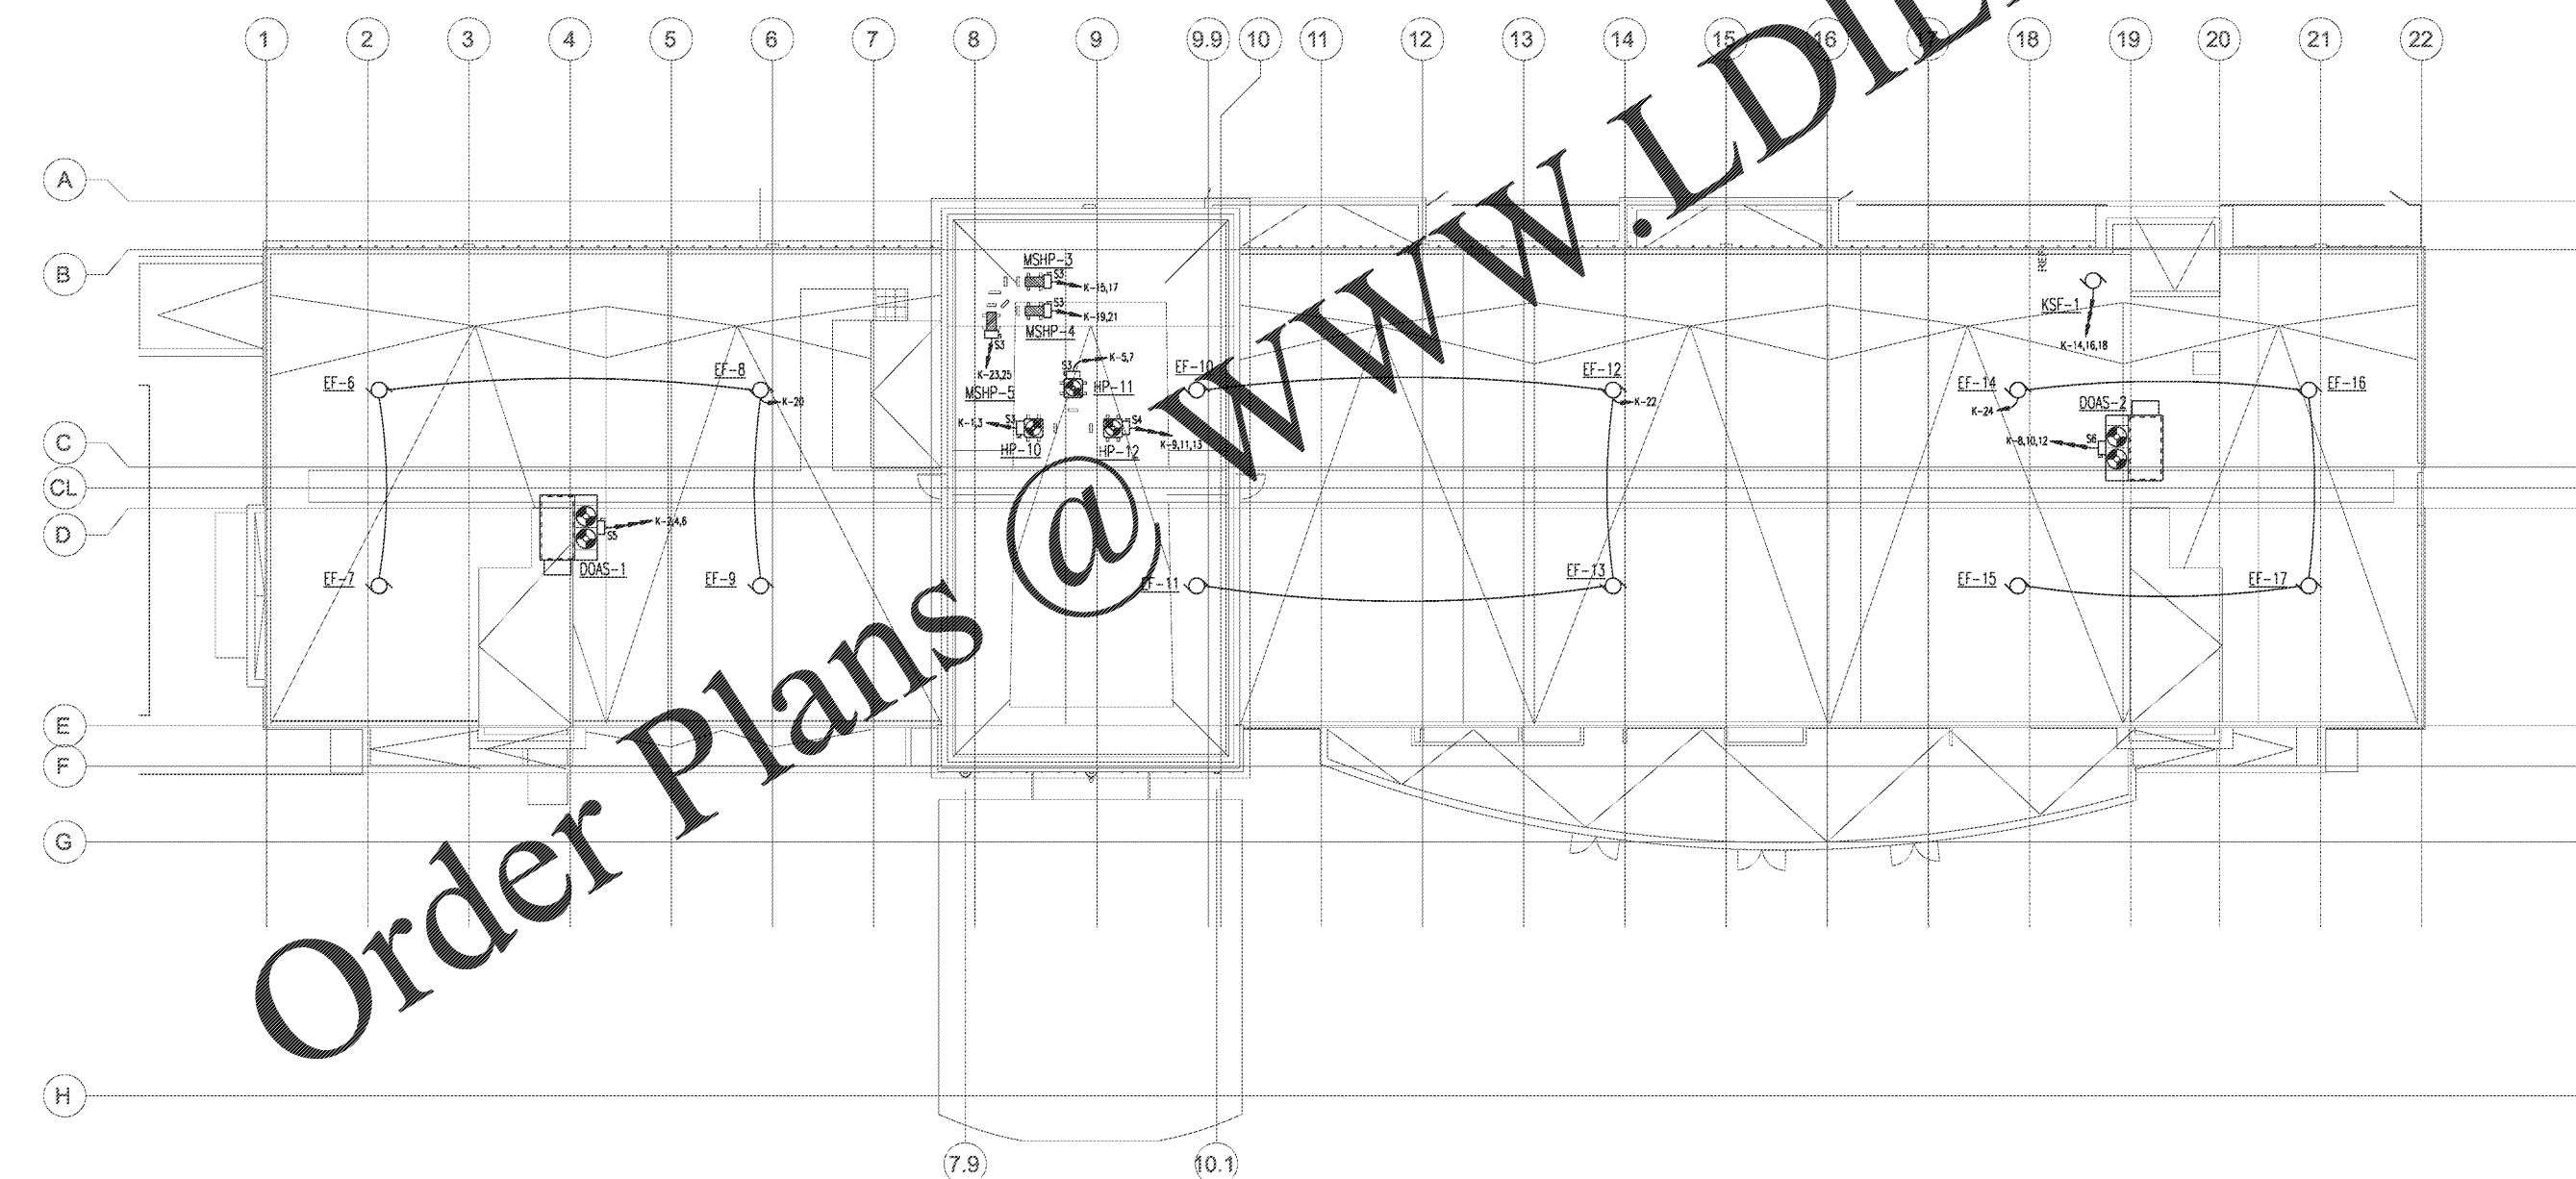 1 2 3 4 5 6 7 8 9 9.9 10 11 12 13 14 15 16 17 18 19 20 21 22
A
B
MSHP-3
S3
K-15,17
S3
K-19,21
MSHP-4
S3
K-23,25
MSHP-5
REF
KSF-1
K-14,16,18
EF-6
EF-8
K-20
S3
K-5,7
HP-11
EF-10
EF-12
K-22
EF-14
K-24
EF-16
DOAS-2
K-8,10,12
S6
C
K-1,3
S3
HP-10
S4
K-9,11,13
HP-12
CL
D
K-2,4,6
S5
DOAS-1
EF-7
EF-9
EF-11
EF-13
EF-15
EF-17
E
F
G
H
7.9 10.1
Order Plans @ WWW.LDILI